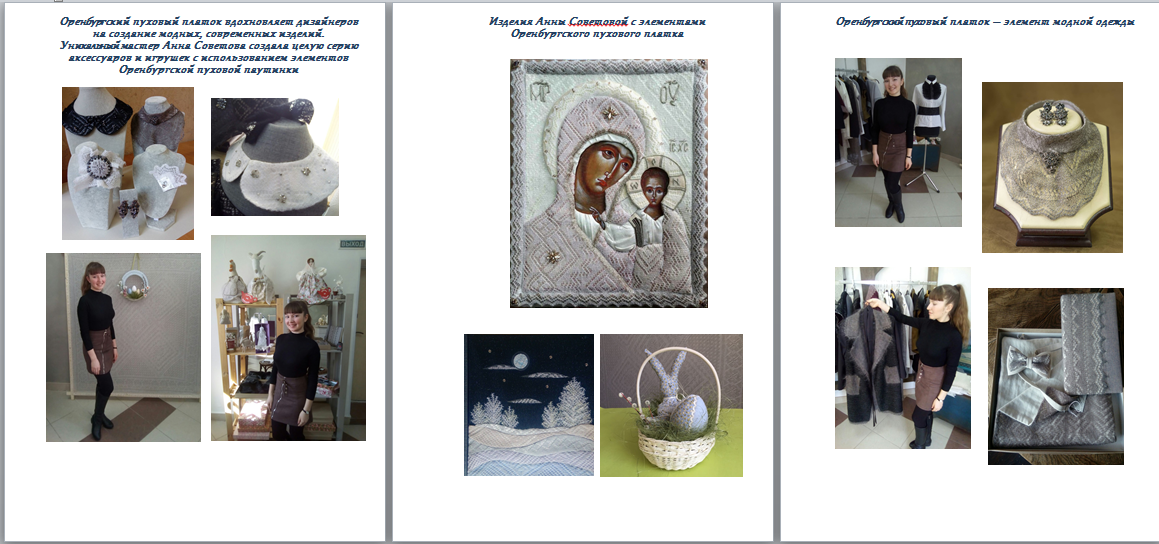 Оренбургский пуховый платок вдохновляет дизайнеров
на создание модных, современных изделий.
Уникальный мастер Анна Советова создала целую серию
аксессуаров и игрушек с использованием элементов
Оренбургской пуховой паутинки
ВЫХОД
Изделия Анны Советовой с элементами
Оренбургского пухового платка
Оренбургский пуховый платок – элемент модной одежды